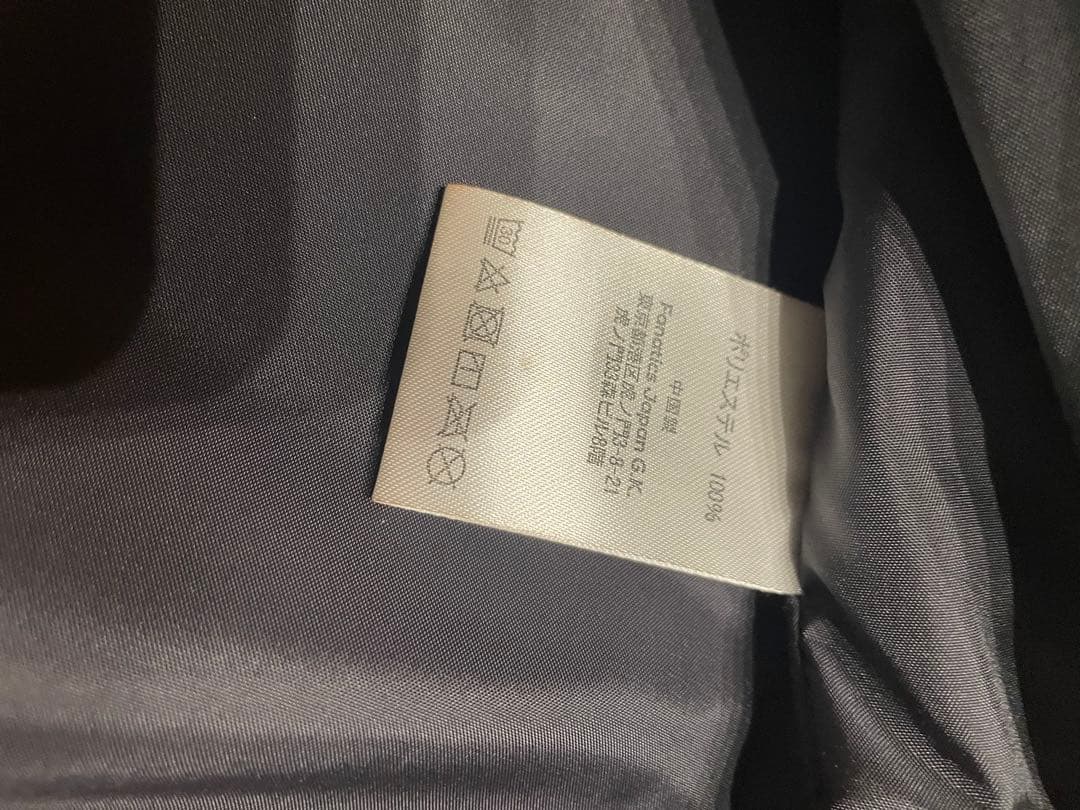 ポリエステル 100%
中国製
Fanatics Japan G.K.
東京都港区虎ノ門3-8-21
虎ノ門33森ビル8階
30